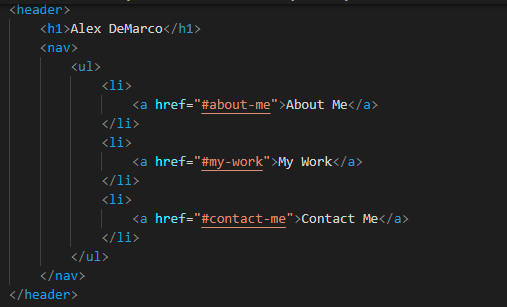 <header>
<h1>Alex DeMarco</h1>
<nav>
<ul>
<li>
<a href="#about-me">About Me</a>
</li>
<li>
<a href="#my-work">My Work</a>
</li>
<li>
<a href="#contact-me">Contact Me</a>
</li>
</ul>
</nav>
</header>